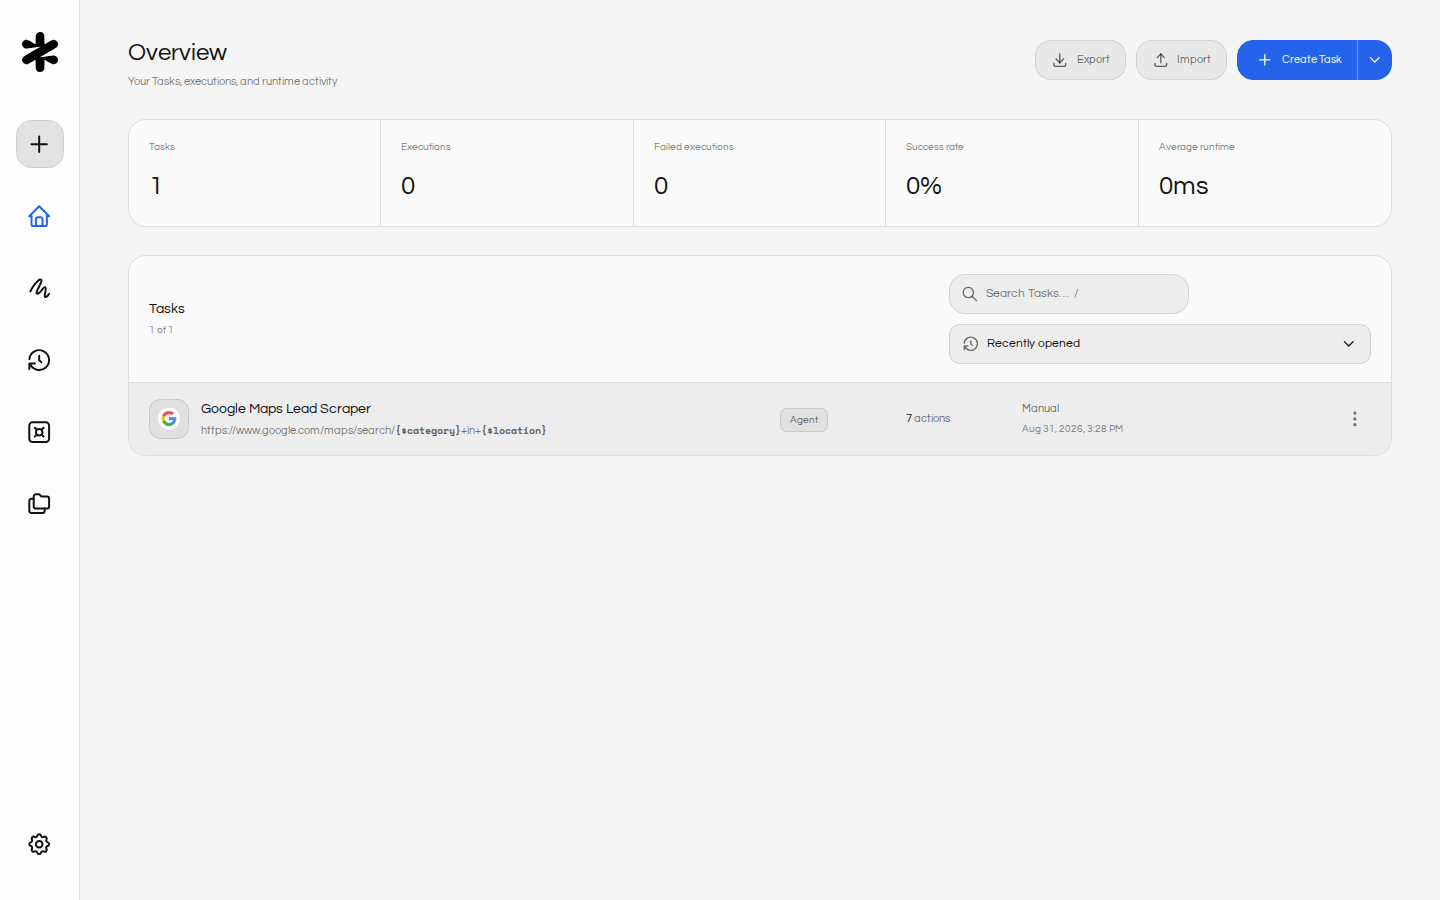 Overview
Your Tasks, executions, and runtime activity
Export
Import
Create Task
Tasks
1
Executions
0
Failed executions
0
Success rate
0%
Average runtime
0ms
Tasks
1 of 1
Search Tasks... /
Recently opened
Google Maps Lead Scraper
https://www.google.com/maps/search/{$category}+in+{$location}
Agent
7 actions
Manual
Aug 31, 2026, 3:28 PM